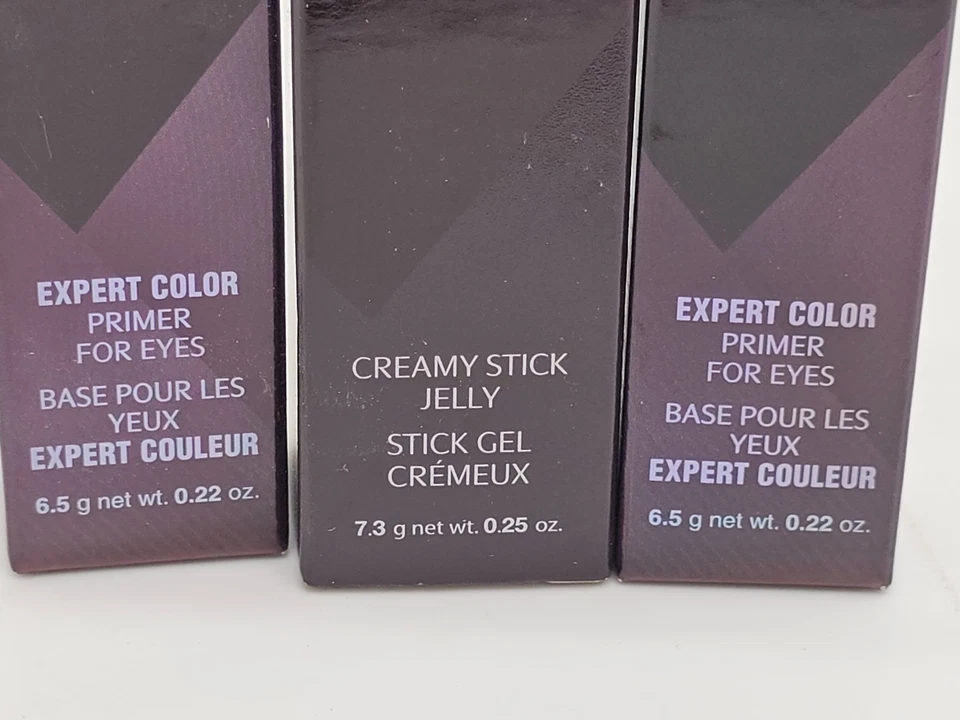 EXPERT COLOR
PRIMER
FOR EYES
BASE POUR LES
YEUX
EXPERT COULEUR
6.5 g net wt. 0.22 oz.
CREAMY STICK
JELLY
STICK GEL
CRÉMEUX
7.3 g net wt. 0.25 oz.
EXPERT COLOR
PRIMER
FOR EYES
BASE POUR LES
YEUX
EXPERT COULEUR
6.5 g net wt. 0.22 oz.